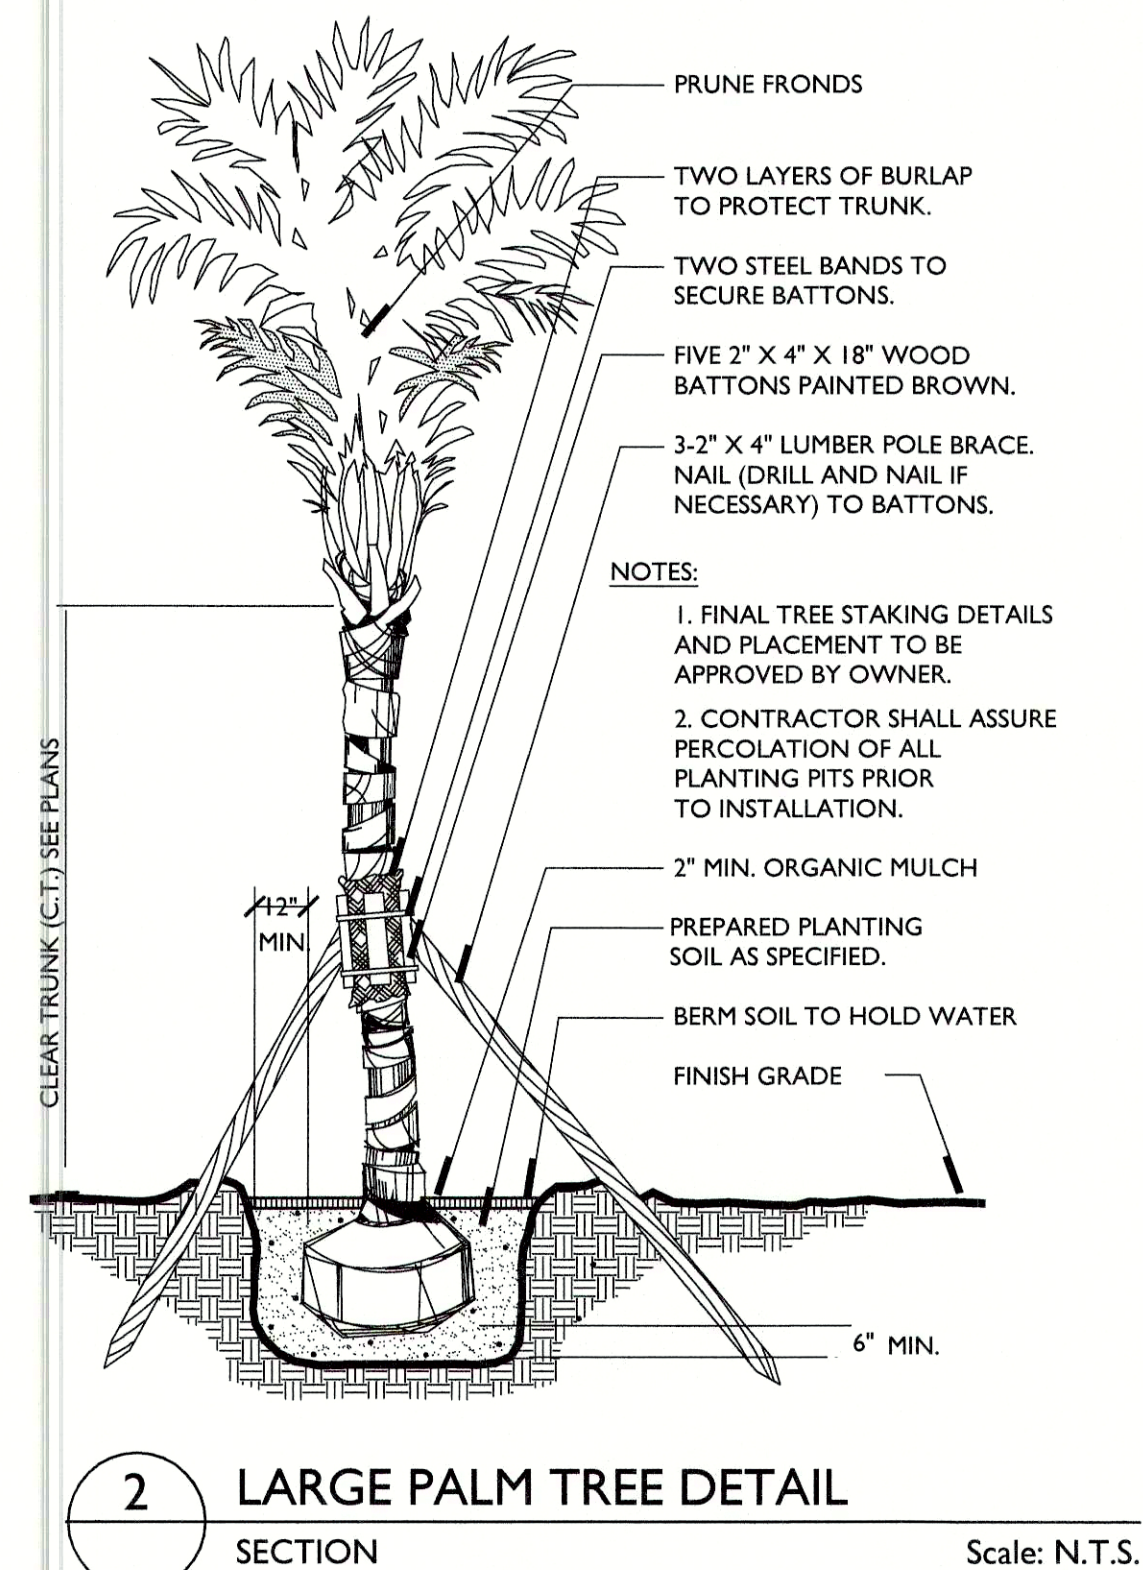 PRUNE FRONDS
TWO LAYERS OF BURLAP
TO PROTECT TRUNK.
TWO STEEL BANDS TO
SECURE BATTONS.
FIVE 2" X 4" X 18" WOOD
BATTONS PAINTED BROWN.
3-2" X 4" LUMBER POLE BRACE.
NAIL (DRILL AND NAIL IF
NECESSARY) TO BATTONS.
NOTES:
1. FINAL TREE STAKING DETAILS
AND PLACEMENT TO BE
APPROVED BY OWNER.
2. CONTRACTOR SHALL ASSURE
PERCOLATION OF ALL
PLANTING PITS PRIOR
TO INSTALLATION.
CLEAR TRUNK (C.T.) SEE PLANS
12"
MIN.
2" MIN. ORGANIC MULCH
PREPARED PLANTING
SOIL AS SPECIFIED.
BERM SOIL TO HOLD WATER
FINISH GRADE
6" MIN.
2
LARGE PALM TREE DETAIL
SECTION
Scale: N.T.S.